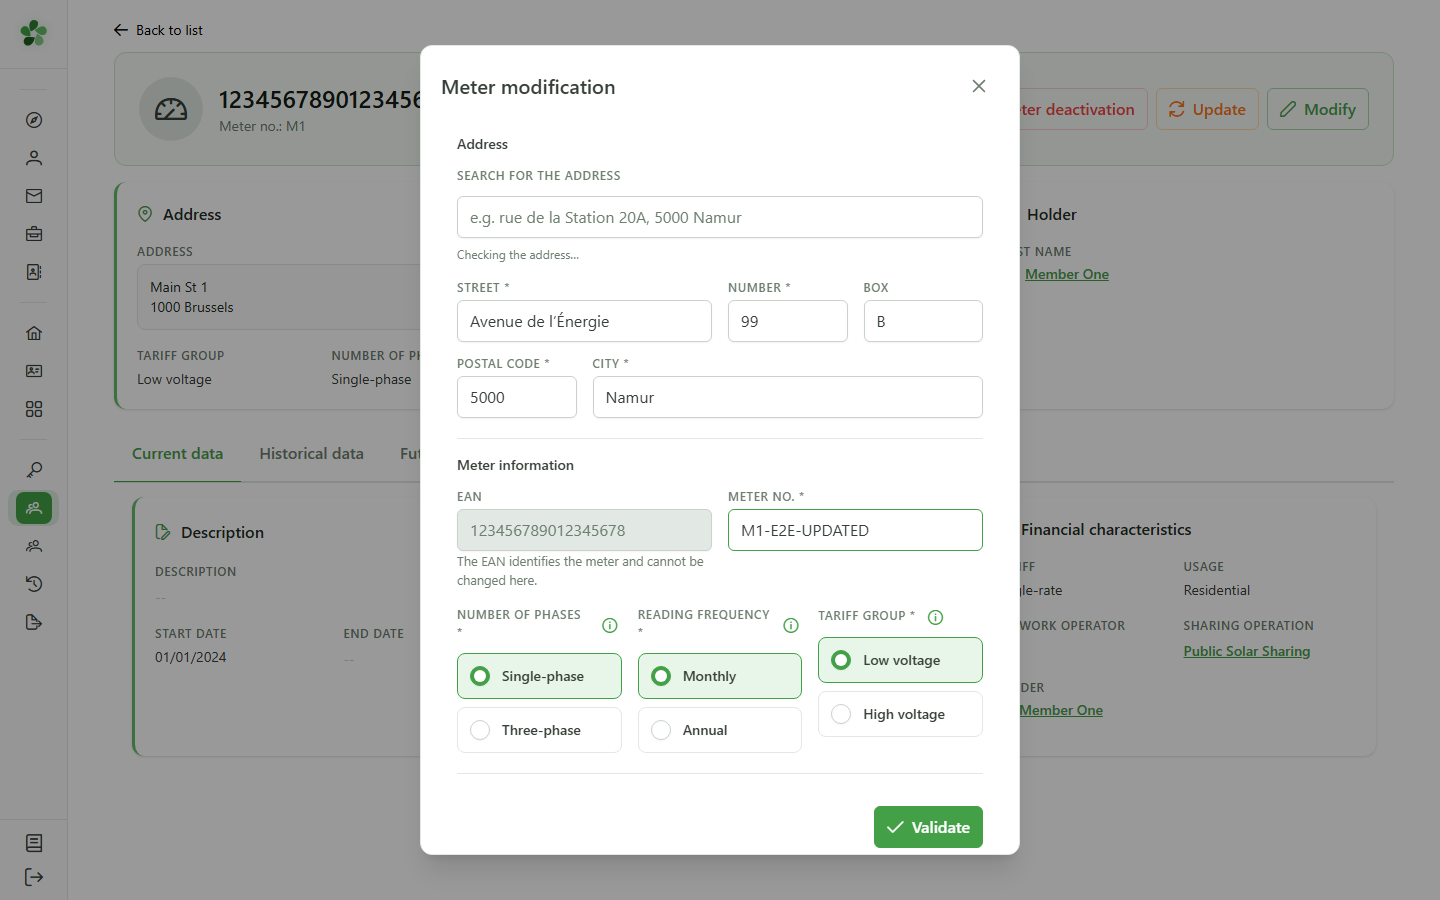 Back to list
1234567890123456
Meter no.: M1
ter deactivation
Update
Modify
Address
ADDRESS
Main St 1
1000 Brussels
TARIFF GROUP
NUMBER OF PH
Low voltage
Single-phase
Holder
ST NAME
Member One
Current data
Historical data
Fut
Description
DESCRIPTION
--
START DATE
END DATE
01/01/2024
--
Financial characteristics
IFF
USAGE
gle-rate
Residential
WORK OPERATOR
SHARING OPERATION
Public Solar Sharing
DER
Member One
Meter modification
Address
SEARCH FOR THE ADDRESS
e.g. rue de la Station 20A, 5000 Namur
Checking the address...
STREET *
NUMBER *
BOX
Avenue de l’Énergie
99
B
POSTAL CODE *
CITY *
5000
Namur
Meter information
EAN
METER NO. *
123456789012345678
M1-E2E-UPDATED
The EAN identifies the meter and cannot be
changed here.
NUMBER OF PHASES
*
READING FREQUENCY
*
TARIFF GROUP *
Single-phase
Monthly
Low voltage
Three-phase
Annual
High voltage
Validate